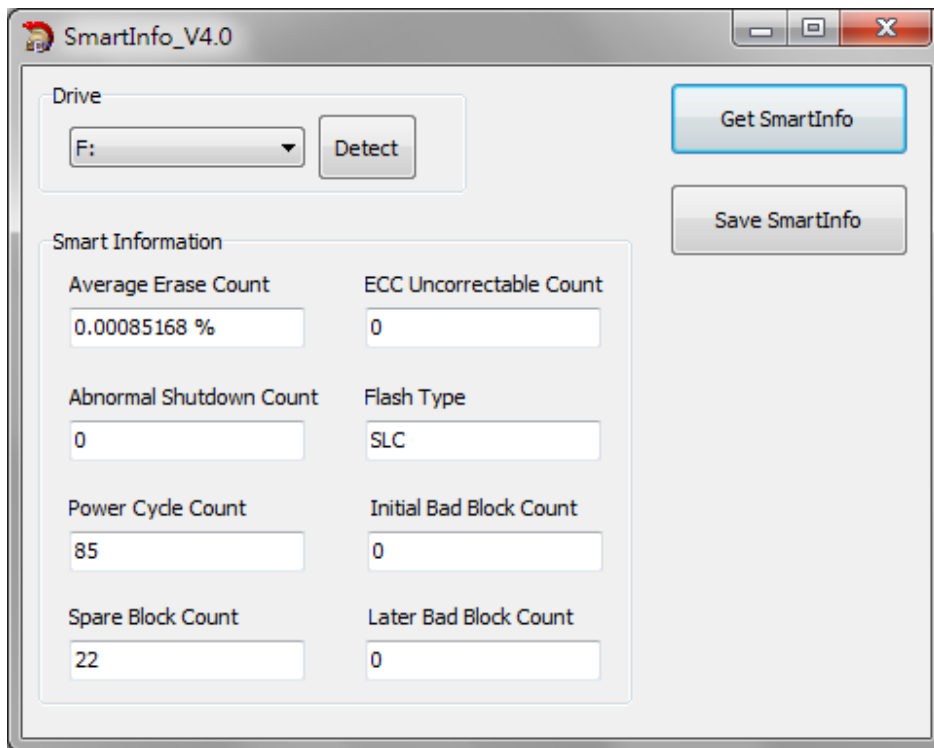 SmartInfo_V4.0
Drive
F:
Detect
Get SmartInfo
Save SmartInfo
Smart Information
Average Erase Count
ECC Uncorrectable Count
0.00085168 %
0
Abnormal Shutdown Count
Flash Type
0
SLC
Power Cycle Count
Initial Bad Block Count
85
0
Spare Block Count
Later Bad Block Count
22
0